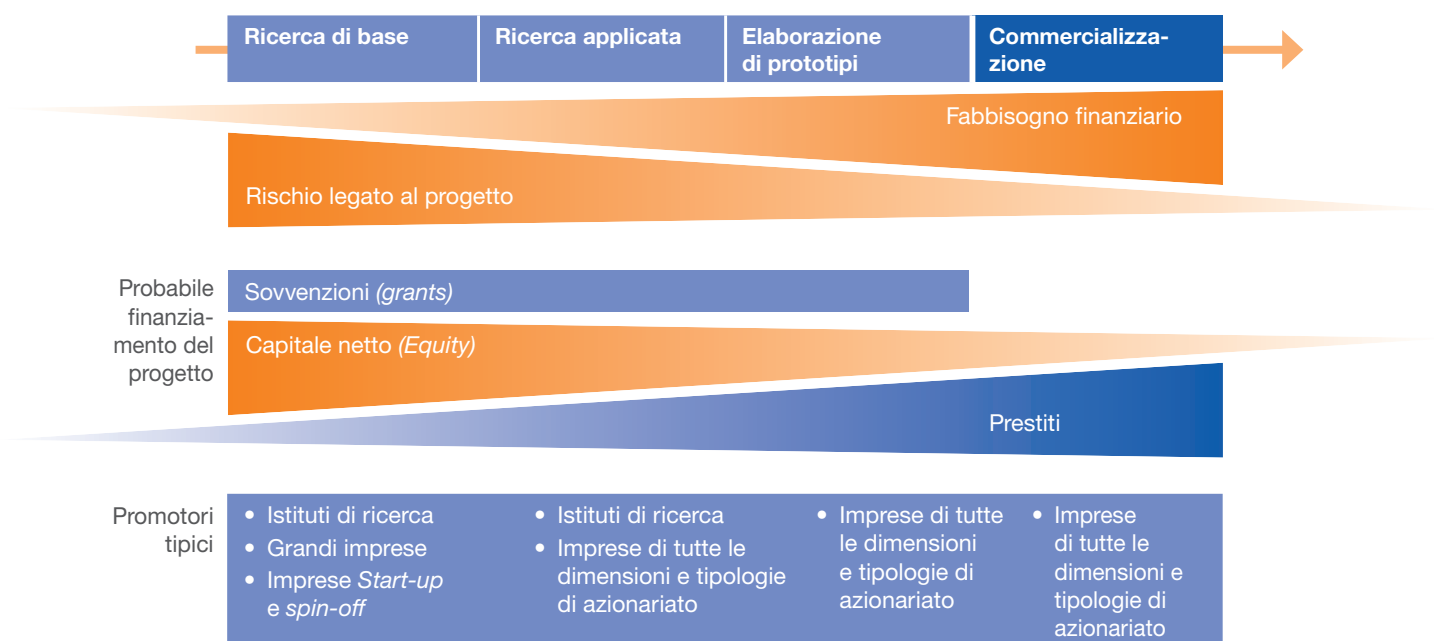 Ricerca di base
Ricerca applicata
Elaborazione
di prototipi
Commercializza-
zione
Fabbisogno finanziario
Rischio legato al progetto
Probabile
finanzia-
mento del
progetto
Sovvenzioni (grants)
Capitale netto (Equity)
Prestiti
Promotori
tipici
• Istituti di ricerca
• Grandi imprese
• Imprese Start-up
e spin-off
• Istituti di ricerca
• Imprese di tutte le
dimensioni e tipologie
di azionariato
• Imprese di tutte
le dimensioni
e tipologie di
azionariato
• Imprese
di tutte le
dimensioni e
tipologie di
azionariato